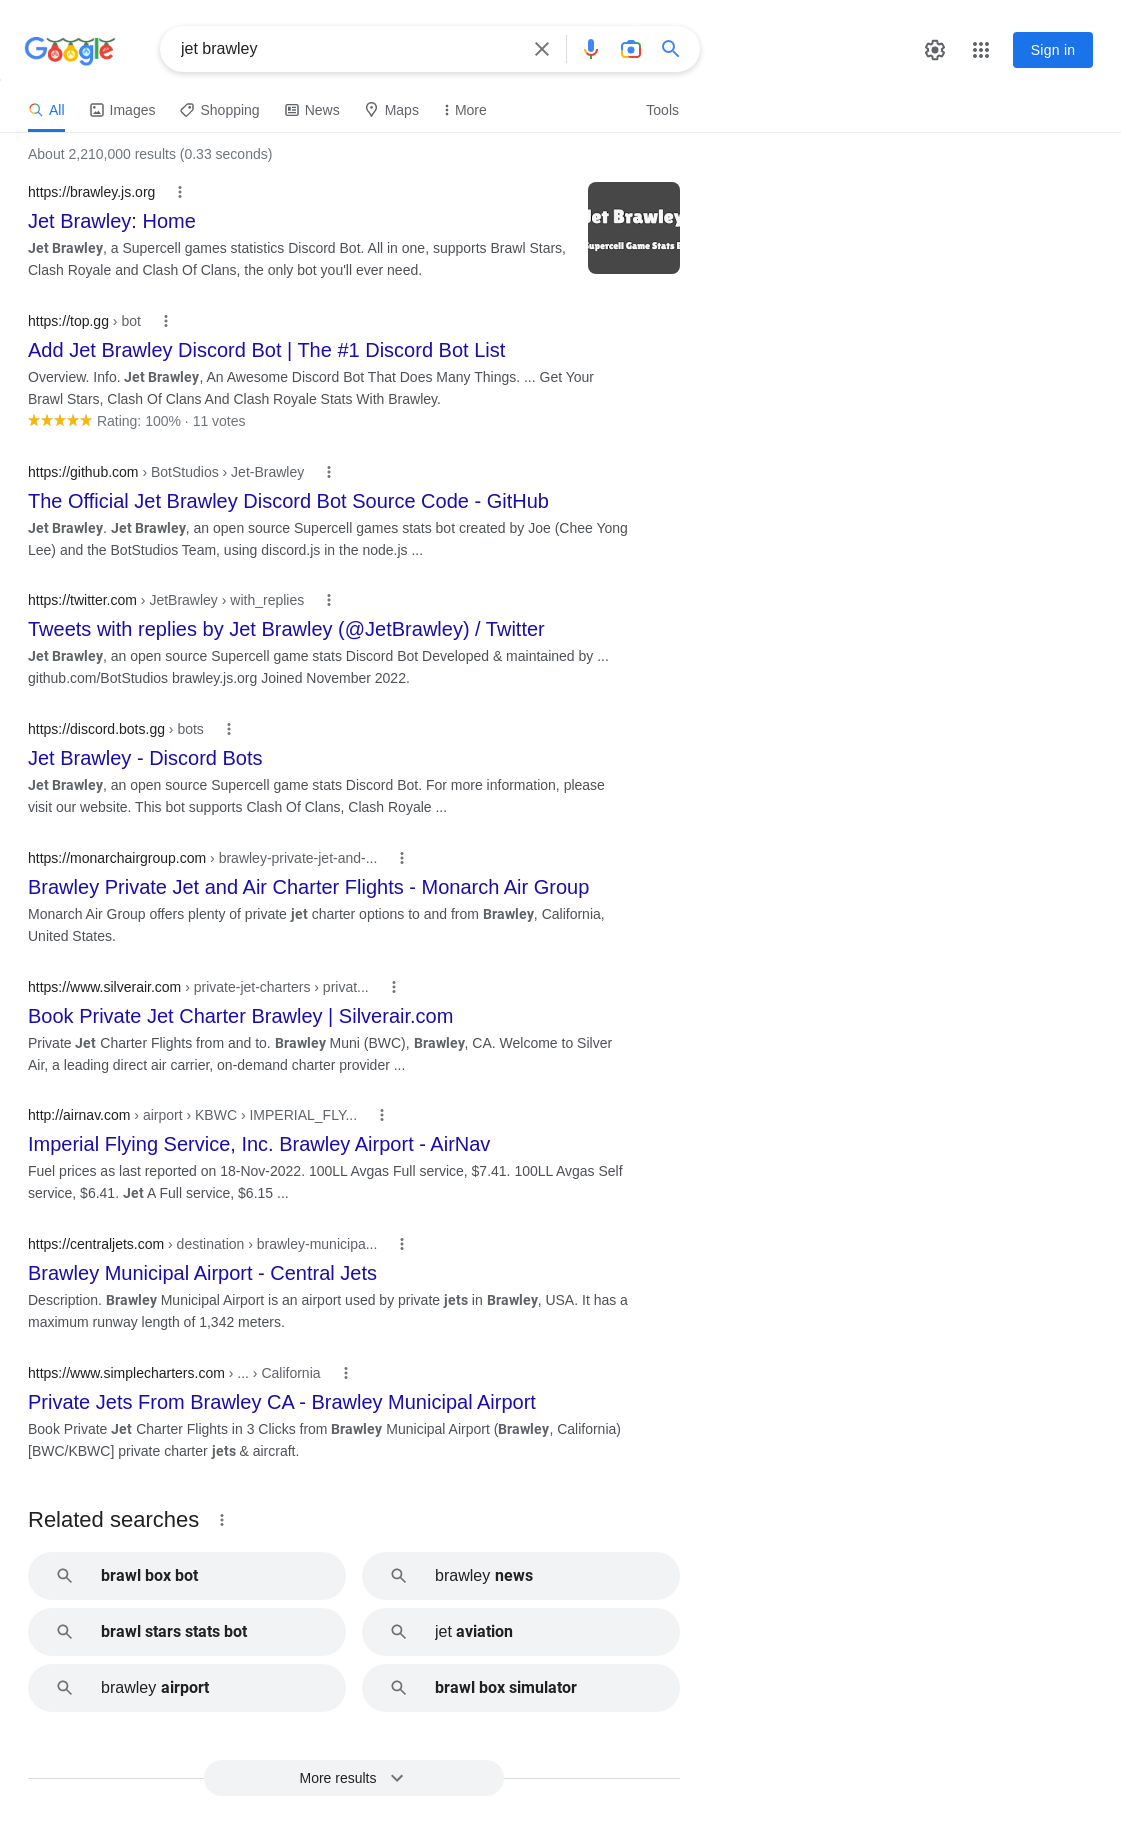 Google
jet brawley
Sign in
All
Images
Shopping
News
Maps
More
Tools
About 2,210,000 results (0.33 seconds)
https://brawley.js.org
Jet Brawley: Home
Jet Brawley, a Supercell games statistics Discord Bot. All in one, supports Brawl Stars,
Clash Royale and Clash Of Clans, the only bot you'll ever need.
Jet Brawley
Supercell Game Stats B
https://top.gg › bot
Add Jet Brawley Discord Bot | The #1 Discord Bot List
Overview. Info. Jet Brawley, An Awesome Discord Bot That Does Many Things. ... Get Your
Brawl Stars, Clash Of Clans And Clash Royale Stats With Brawley.
Rating: 100% · 11 votes
https://github.com › BotStudios › Jet-Brawley
The Official Jet Brawley Discord Bot Source Code - GitHub
Jet Brawley. Jet Brawley, an open source Supercell games stats bot created by Joe (Chee Yong
Lee) and the BotStudios Team, using discord.js in the node.js ...
https://twitter.com › JetBrawley › with_replies
Tweets with replies by Jet Brawley (@JetBrawley) / Twitter
Jet Brawley, an open source Supercell game stats Discord Bot Developed & maintained by ...
github.com/BotStudios brawley.js.org Joined November 2022.
https://discord.bots.gg › bots
Jet Brawley - Discord Bots
Jet Brawley, an open source Supercell game stats Discord Bot. For more information, please
visit our website. This bot supports Clash Of Clans, Clash Royale ...
https://monarchairgroup.com › brawley-private-jet-and-...
Brawley Private Jet and Air Charter Flights - Monarch Air Group
Monarch Air Group offers plenty of private jet charter options to and from Brawley, California,
United States.
https://www.silverair.com › private-jet-charters › privat...
Book Private Jet Charter Brawley | Silverair.com
Private Jet Charter Flights from and to. Brawley Muni (BWC), Brawley, CA. Welcome to Silver
Air, a leading direct air carrier, on-demand charter provider ...
http://airnav.com › airport › KBWC › IMPERIAL_FLY...
Imperial Flying Service, Inc. Brawley Airport - AirNav
Fuel prices as last reported on 18-Nov-2022. 100LL Avgas Full service, $7.41. 100LL Avgas Self
service, $6.41. Jet A Full service, $6.15 ...
https://centraljets.com › destination › brawley-municipa...
Brawley Municipal Airport - Central Jets
Description. Brawley Municipal Airport is an airport used by private jets in Brawley, USA. It has a
maximum runway length of 1,342 meters.
https://www.simplecharters.com › ... › California
Private Jets From Brawley CA - Brawley Municipal Airport
Book Private Jet Charter Flights in 3 Clicks from Brawley Municipal Airport (Brawley, California)
[BWC/KBWC] private charter jets & aircraft.
Related searches
brawl box bot
brawley news
brawl stars stats bot
jet aviation
brawley airport
brawl box simulator
More results